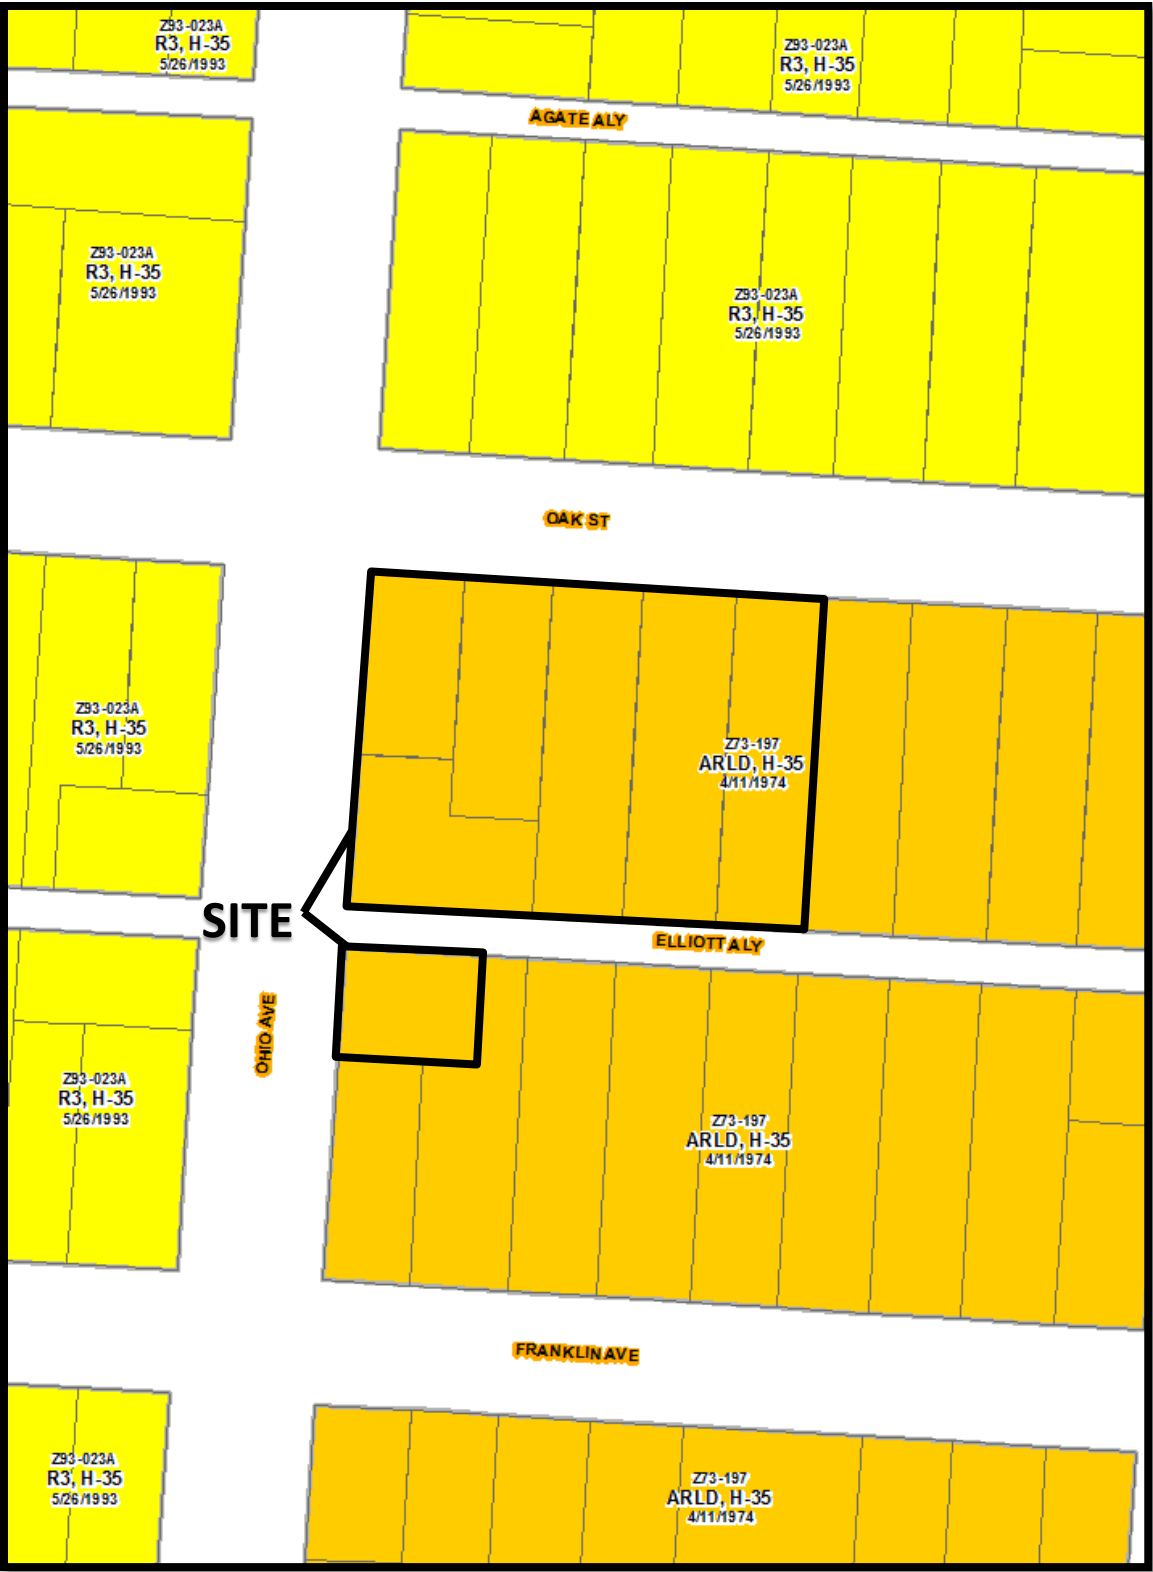 Z93-023A
R3, H-35
5/26/1993
Z93-023A
R3, H-35
5/26/1993
AGATE ALY
Z93-023A
R3, H-35
5/26/1993
Z93-023A
R3, H-35
5/26/1993
OAK ST
Z93-023A
R3, H-35
5/26/1993
Z73-197
ARLD, H-35
4/11/1974
SITE
ELLIOTT ALY
OHIO AVE
Z93-023A
R3, H-35
5/26/1993
Z73-197
ARLD, H-35
4/11/1974
FRANKLIN AVE
Z93-023A
R3, H-35
5/26/1993
Z73-197
ARLD, H-35
4/11/1974